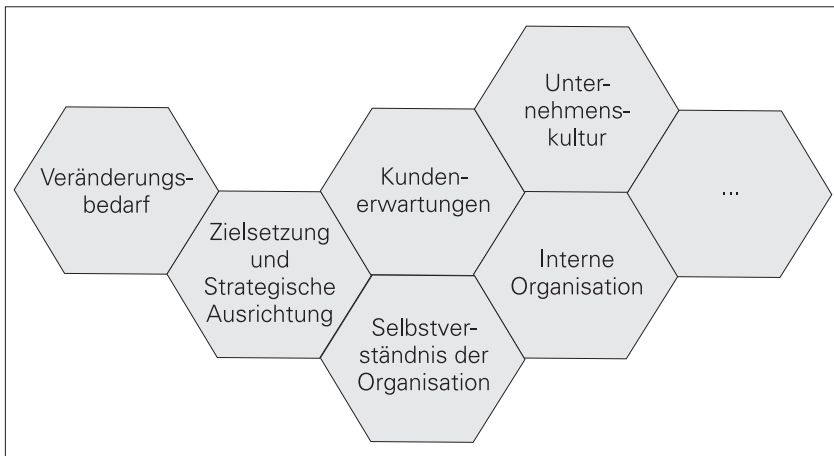 Veränderungs-
bedarf
Zielsetzung
und
Strategische
Ausrichtung
Kunden-
erwartungen
Selbstver-
ständnis der
Organisation
Unter-
nehmens-
kultur
Interne
Organisation
...